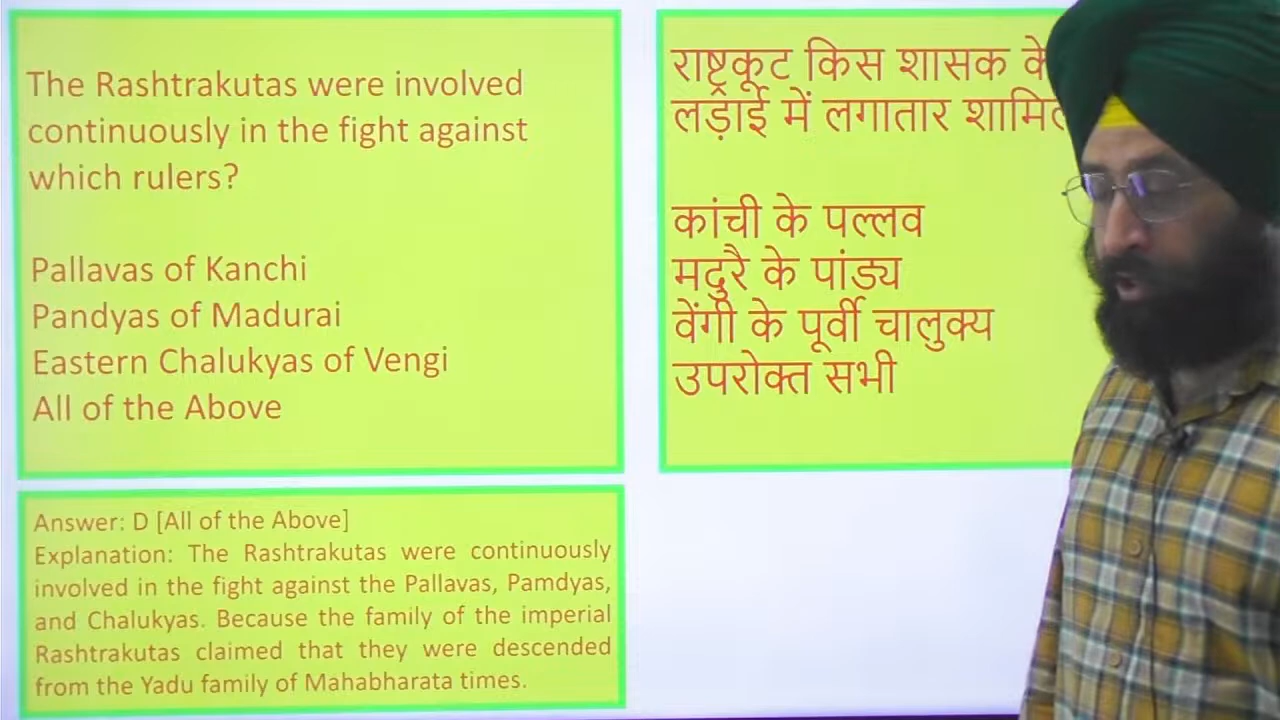 The Rashtrakutas were involved
continuously in the fight against
which rulers?
Pallavas of Kanchi
Pandyas of Madurai
Eastern Chalukyas of Vengi
All of the Above
राष्ट्रकूट किस शासक के
लड़ाई में लगातार
कांची के पल्लव
मदुरै के पांड्य
वेंगी के पूर्वी चालुक्य
उपरोक्त सभी
Answer: D [All of the Above]
Explanation: The Rashtrakutas were continuously
involved in the fight against the Pallavas, Pamdyas,
and Chalukyas. Because the family of the imperial
Rashtrakutas claimed that they were descended
from the Yadu family of Mahabharata times.